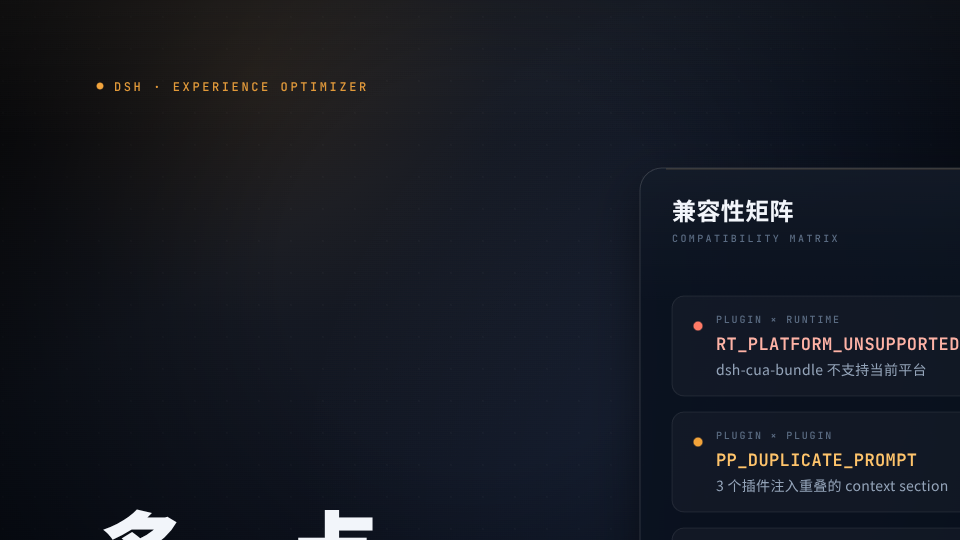 DSH · EXPERIENCE OPTIMIZER
兼容性矩阵
COMPATIBILITY MATRIX
PLUGIN × RUNTIME
RT_PLATFORM_UNSUPPORTED
dsh-cua-bundle 不支持当前平台
PLUGIN × PLUGIN
PP_DUPLICATE_PROMPT
3 个插件注入重叠的 context section